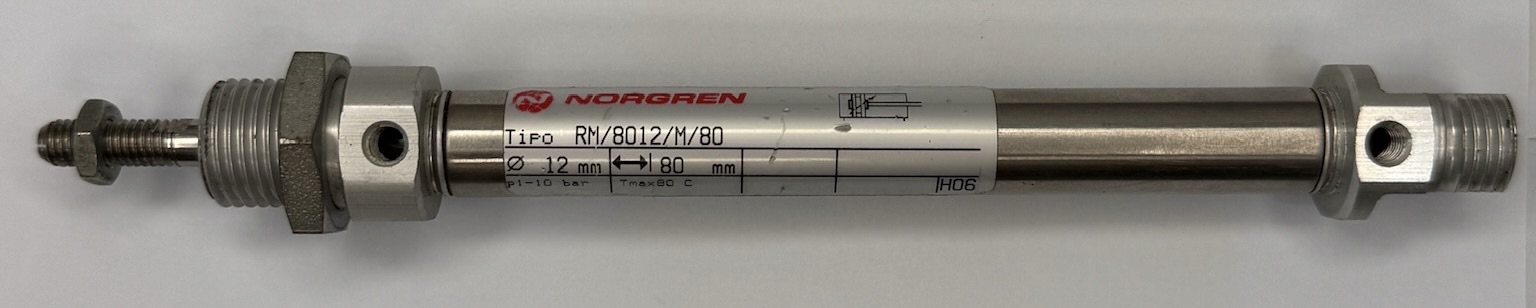 NORGREN
Tipo RM/8012/M/80
Ø 12 mm 80 mm
p1-10 bar Tmax80 C H06